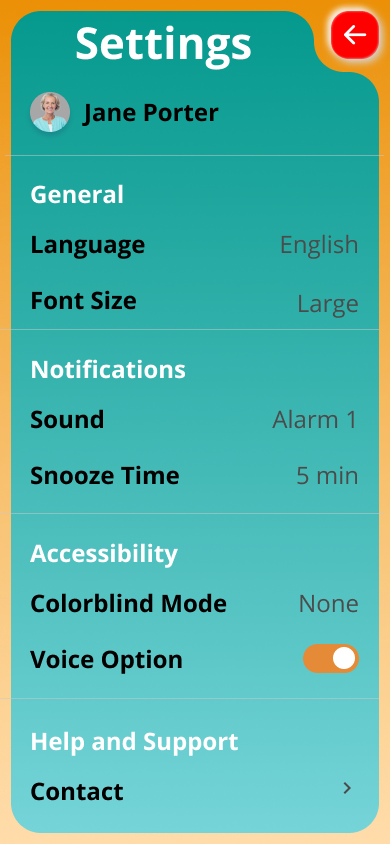 Settings
Jane Porter
General
Language English
Font Size Large
Notifications
Sound Alarm 1
Snooze Time 5 min
Accessibility
Colorblind Mode None
Voice Option
Help and Support
Contact